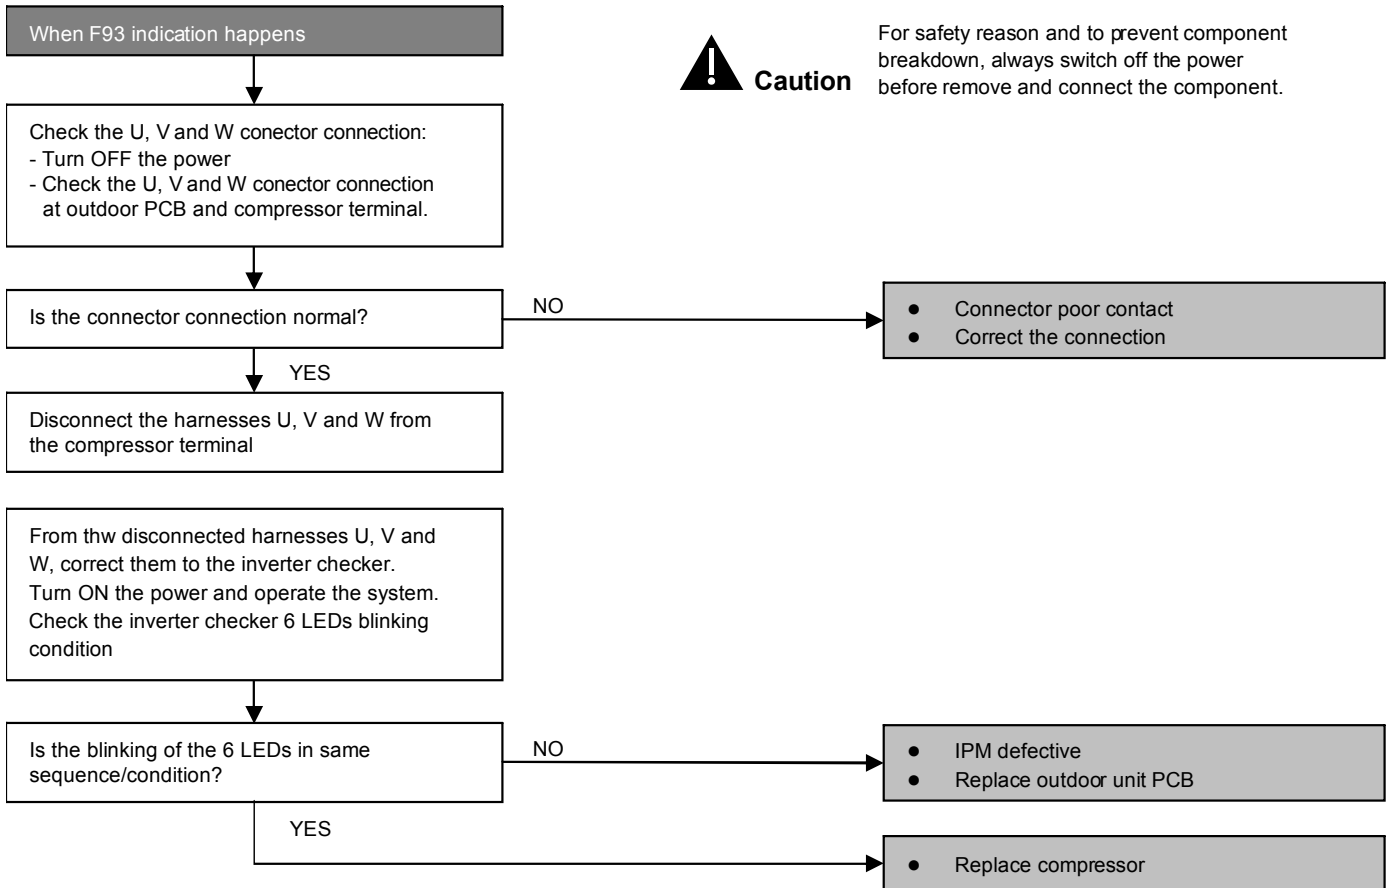 When F93 indication happens
Caution
For safety reason and to prevent component
breakdown, always switch off the power
before remove and connect the component.
Check the U, V and W conector connection:
- Turn OFF the power
- Check the U, V and W conector connection
at outdoor PCB and compressor terminal.
Is the connector connection normal?
NO
● Connector poor contact
● Correct the connection
YES
Disconnect the harnesses U, V and W from
the compressor terminal
From thw disconnected harnesses U, V and
W, correct them to the inverter checker.
Turn ON the power and operate the system.
Check the inverter checker 6 LEDs blinking
condition
Is the blinking of the 6 LEDs in same
sequence/condition?
NO
● IPM defective
● Replace outdoor unit PCB
YES
● Replace compressor